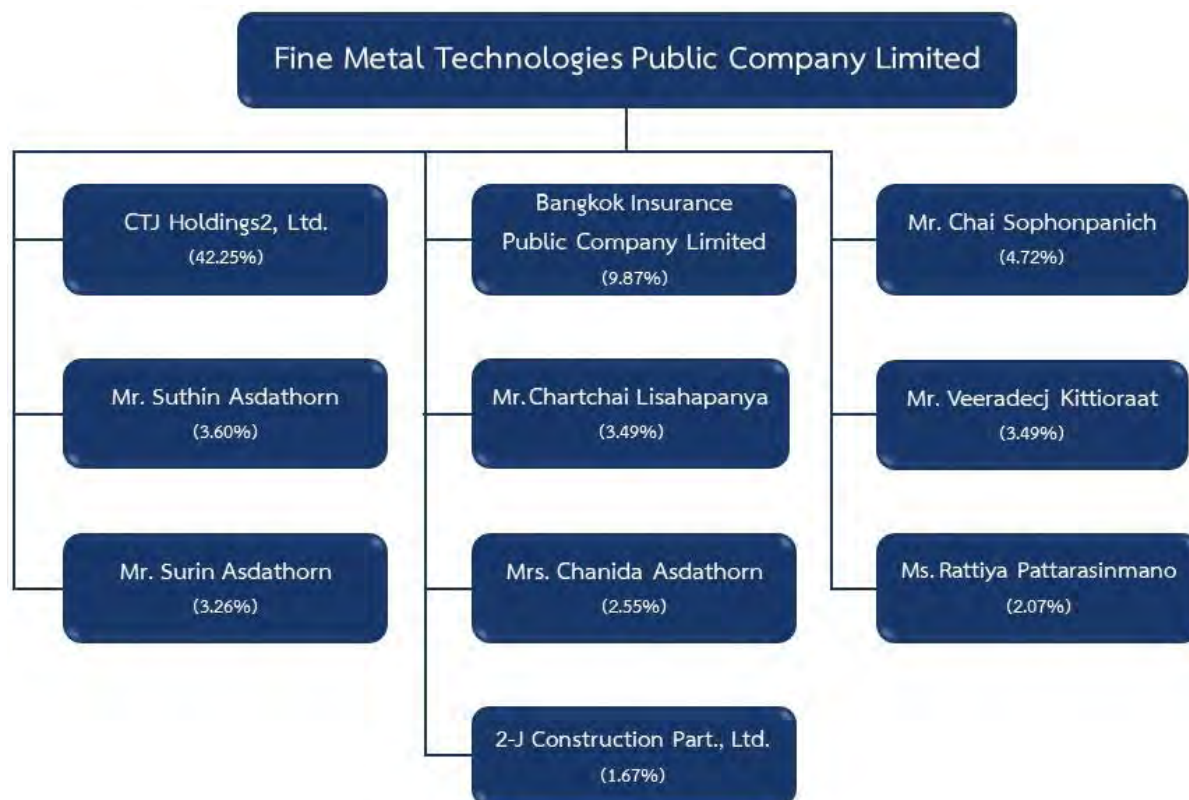 Fine Metal Technologies Public Company Limited
CTJ Holdings2, Ltd.
(42.25%)
Bangkok Insurance
Public Company Limited
(9.87%)
Mr. Chai Sophonpanich
(4.72%)
Mr. Suthin Asdathorn
(3.60%)
Mr. Chartchai Lisahapanya
(3.49%)
Mr. Veeradecj Kittioraat
(3.49%)
Mr. Surin Asdathorn
(3.26%)
Mrs. Chanida Asdathorn
(2.55%)
Ms. Rattiya Pattarasinmano
(2.07%)
2-J Construction Part., Ltd.
(1.67%)